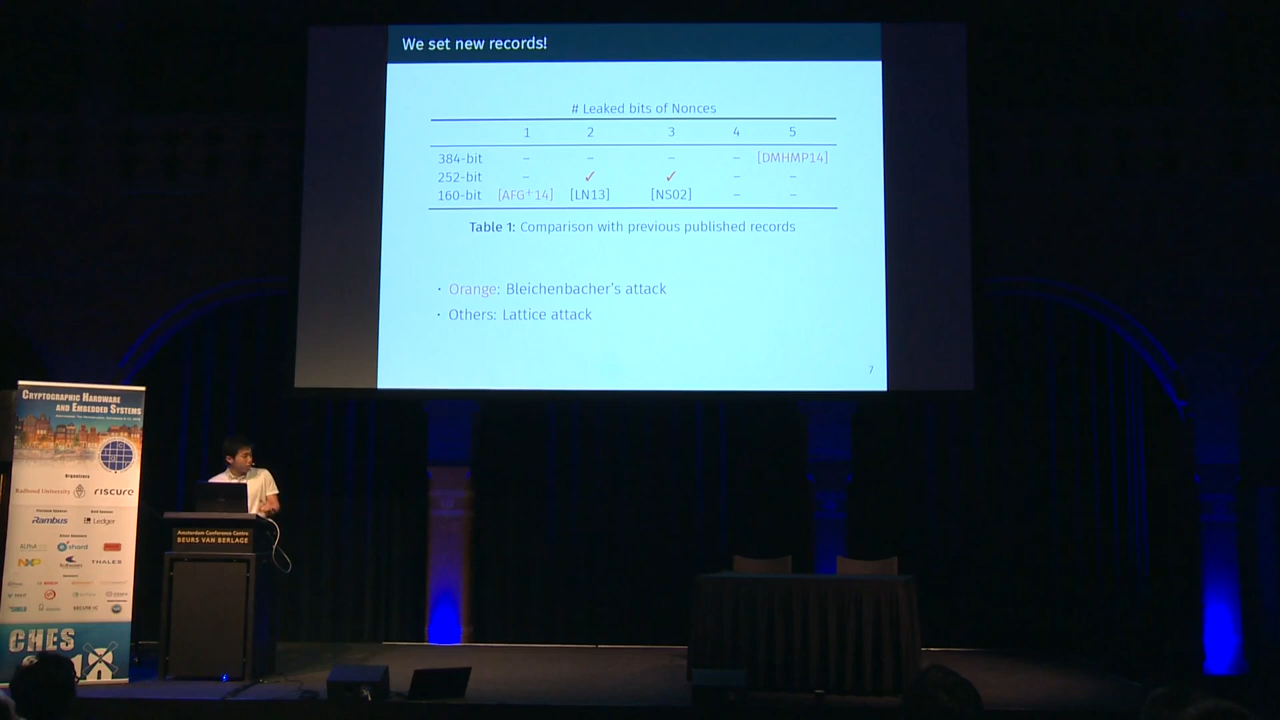 We set new records!
# Leaked bits of Nonces
1 2 3 4 5
384-bit – – – – [DMHMP14]
252-bit – ✓ ✓ – –
160-bit [AFG+14] [LN13] [NS02] – –
Table 1: Comparison with previous published records
· Orange: Bleichenbacher's attack
· Others: Lattice attack
7
CRYPTOGRAPHIC HARDWARE
AND EMBEDDED SYSTEMS
Organizers
Radboud University riscure
Rambus Ledger
NXP THALES
CHES
Amsterdam Conference Centre
BEURS VAN BERLAGE